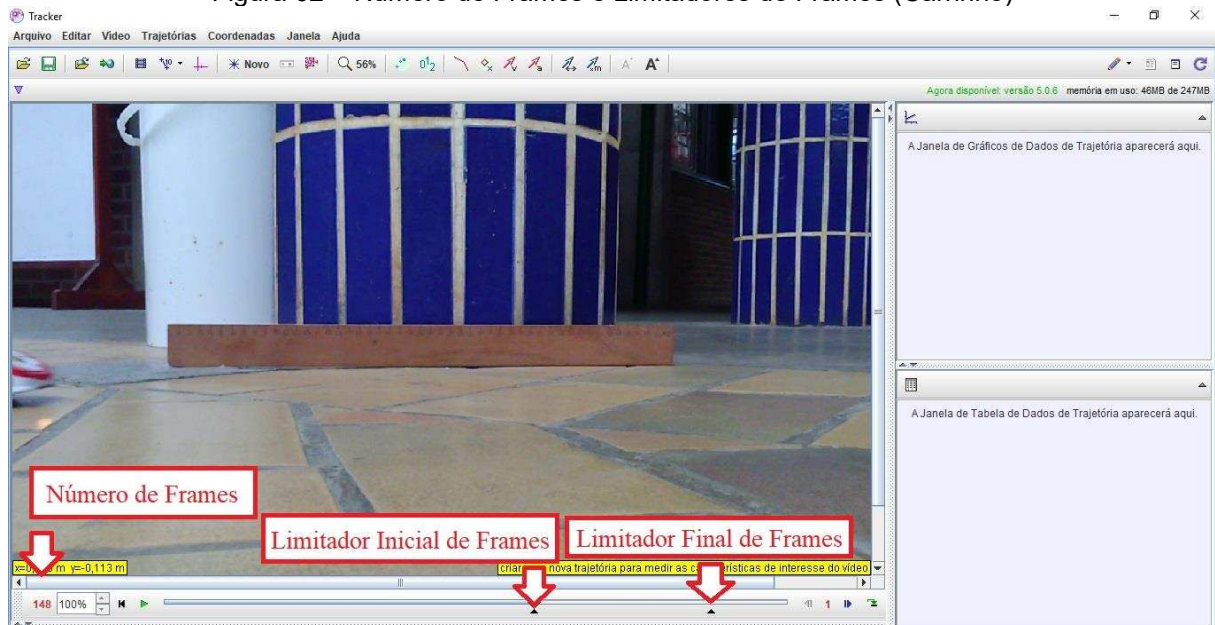 Figura 02 – Número de Frames e Limitadores de Frames (Carrinho)
Tracker
Arquivo Editar Video Trajetórias Coordenadas Janela Ajuda
Novo 56%
Agora disponível: versão 5.0.6 memória em uso: 46MB de 247MB
A Janela de Gráficos de Dados de Trajetória aparecerá aqui.
A Janela de Tabela de Dados de Trajetória aparecerá aqui.
Número de Frames
Limitador Inicial de Frames
Limitador Final de Frames
m y=-0,113 m
nova trajetória para medir as características de interesse do vídeo
148 100% 1